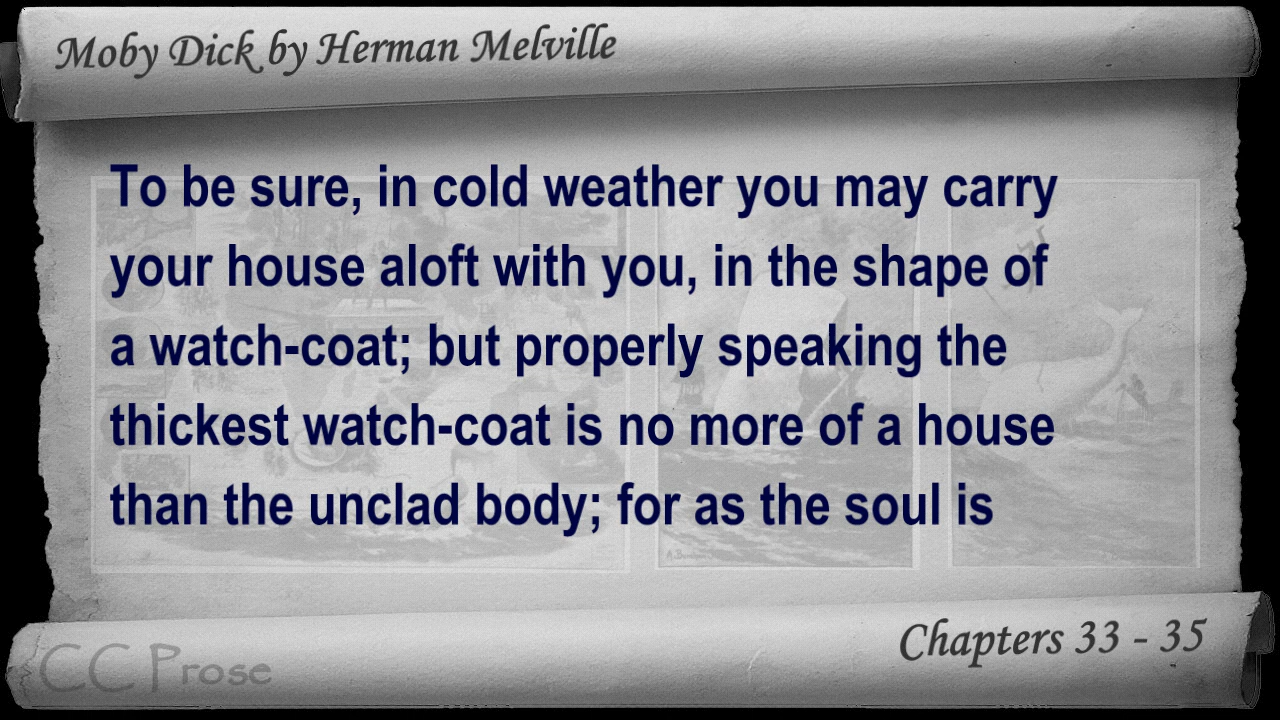 Moby Dick by Herman Melville
To be sure, in cold weather you may carry
your house aloft with you, in the shape of
a watch-coat; but properly speaking the
thickest watch-coat is no more of a house
than the unclad body; for as the soul is
Chapters 33 - 35
CC Prose